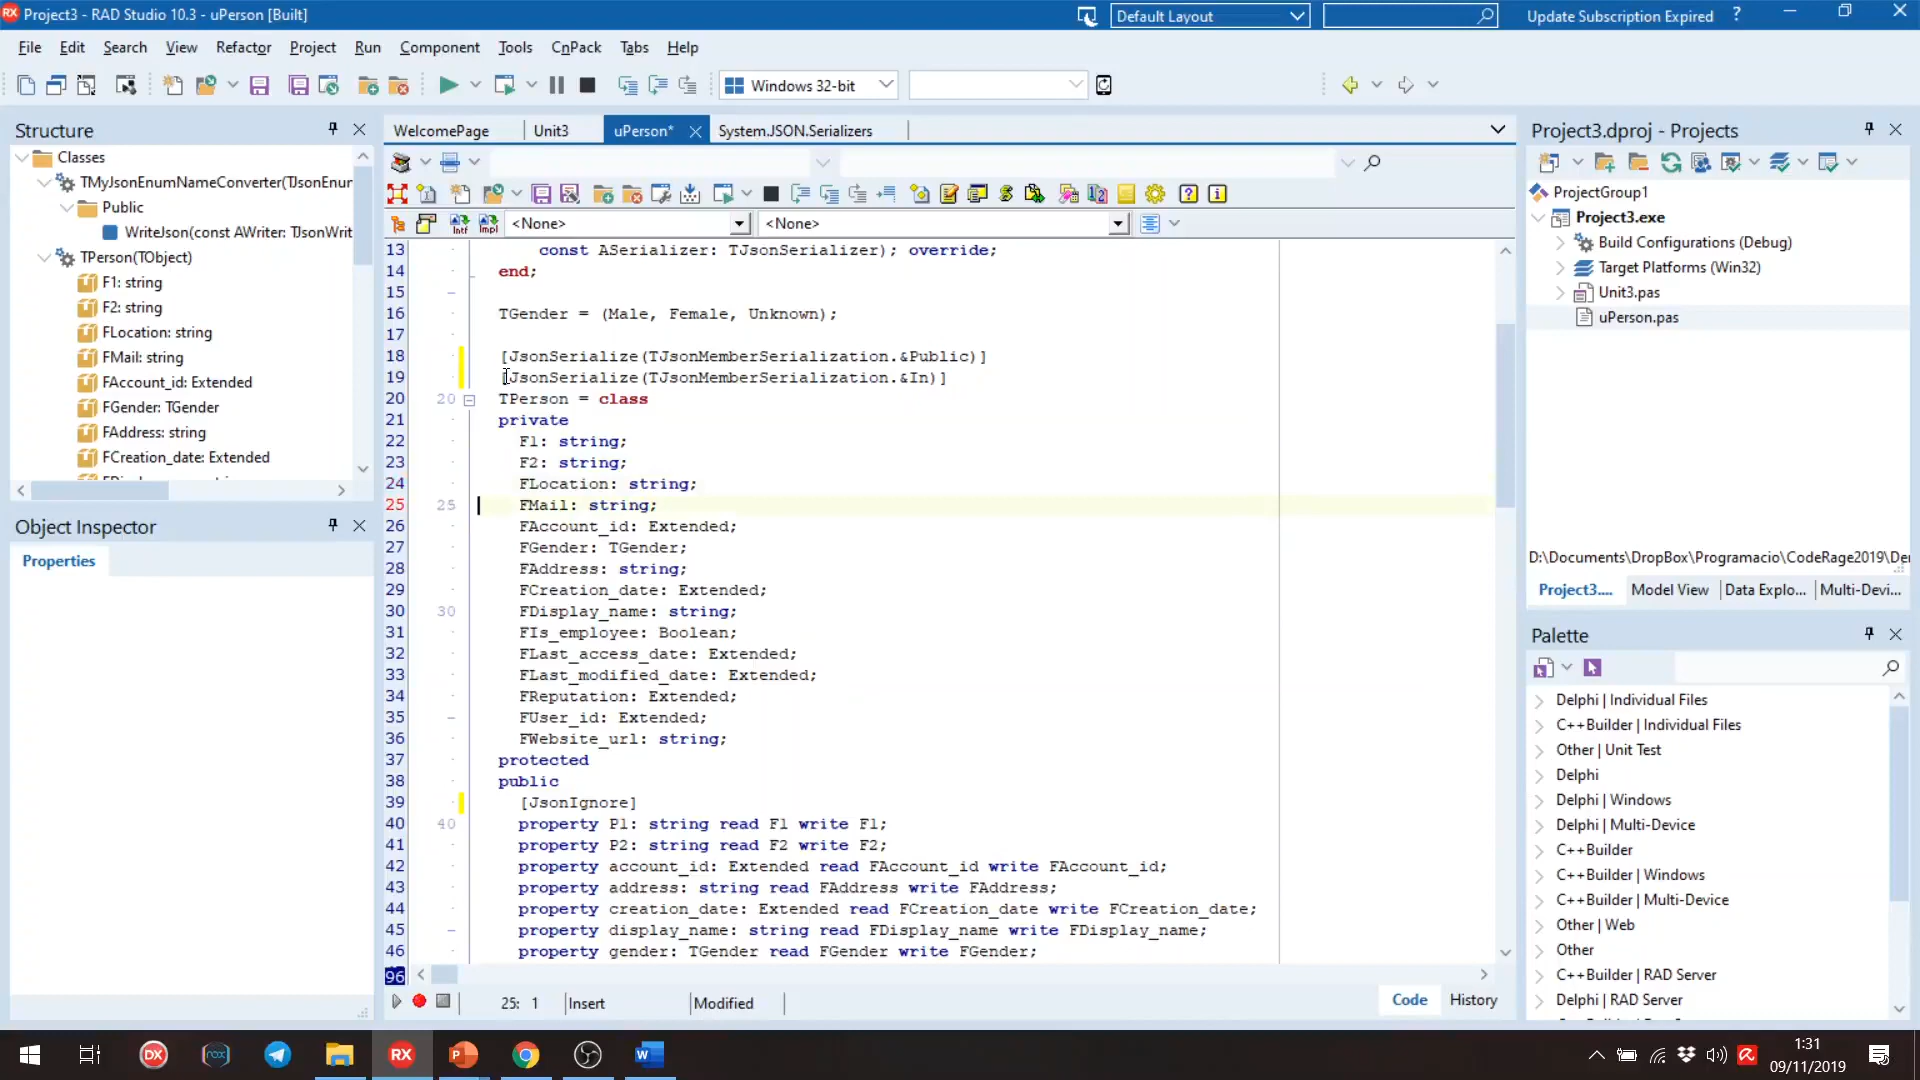 Project3 - RAD Studio 10.3 - uPerson [Built]
Default Layout
Update Subscription Expired
File Edit Search View Refactor Project Run Component Tools CnPack Tabs Help
Windows 32-bit
Structure
Classes
TMyJsonEnumNameConverter(TJsonEnur
Public
WriteJson(const AWriter: TJsonWrit
TPerson(TObject)
F1: string
F2: string
FLocation: string
FMail: string
FAccount_id: Extended
FGender: TGender
FAddress: string
FCreation_date: Extended
Object Inspector
Properties
WelcomePage Unit3 uPerson* System.JSON.Serializers
<None> <None>
13 const ASerializer: TJsonSerializer); override;
14 end;
15
16 TGender = (Male, Female, Unknown);
17
18 [JsonSerialize(TJsonMemberSerialization.&Public)]
19 [JsonSerialize(TJsonMemberSerialization.&In)]
20 20 TPerson = class
21 private
22 F1: string;
23 F2: string;
24 FLocation: string;
25 25 FMail: string;
26 FAccount_id: Extended;
27 FGender: TGender;
28 FAddress: string;
29 FCreation_date: Extended;
30 30 FDisplay_name: string;
31 FIs_employee: Boolean;
32 FLast_access_date: Extended;
33 FLast_modified_date: Extended;
34 FReputation: Extended;
35 FUser_id: Extended;
36 FWebsite_url: string;
37 protected
38 public
39 [JsonIgnore]
40 40 property P1: string read F1 write F1;
41 property P2: string read F2 write F2;
42 property account_id: Extended read FAccount_id write FAccount_id;
43 property address: string read FAddress write FAddress;
44 property creation_date: Extended read FCreation_date write FCreation_date;
45 property display_name: string read FDisplay_name write FDisplay_name;
46 property gender: TGender read FGender write FGender;
96
25: 1 Insert Modified
Code History
Project3.dproj - Projects
ProjectGroup1
Project3.exe
Build Configurations (Debug)
Target Platforms (Win32)
Unit3.pas
uPerson.pas
D:\Documents\DropBox\Programacio\CodeRage2019\De
Project3.... Model View Data Explo... Multi-Devi...
Palette
Delphi | Individual Files
C++Builder | Individual Files
Other | Unit Test
Delphi
Delphi | Windows
Delphi | Multi-Device
C++Builder
C++Builder | Windows
C++Builder | Multi-Device
Other | Web
Other
C++Builder | RAD Server
Delphi | RAD Server
1:31
09/11/2019